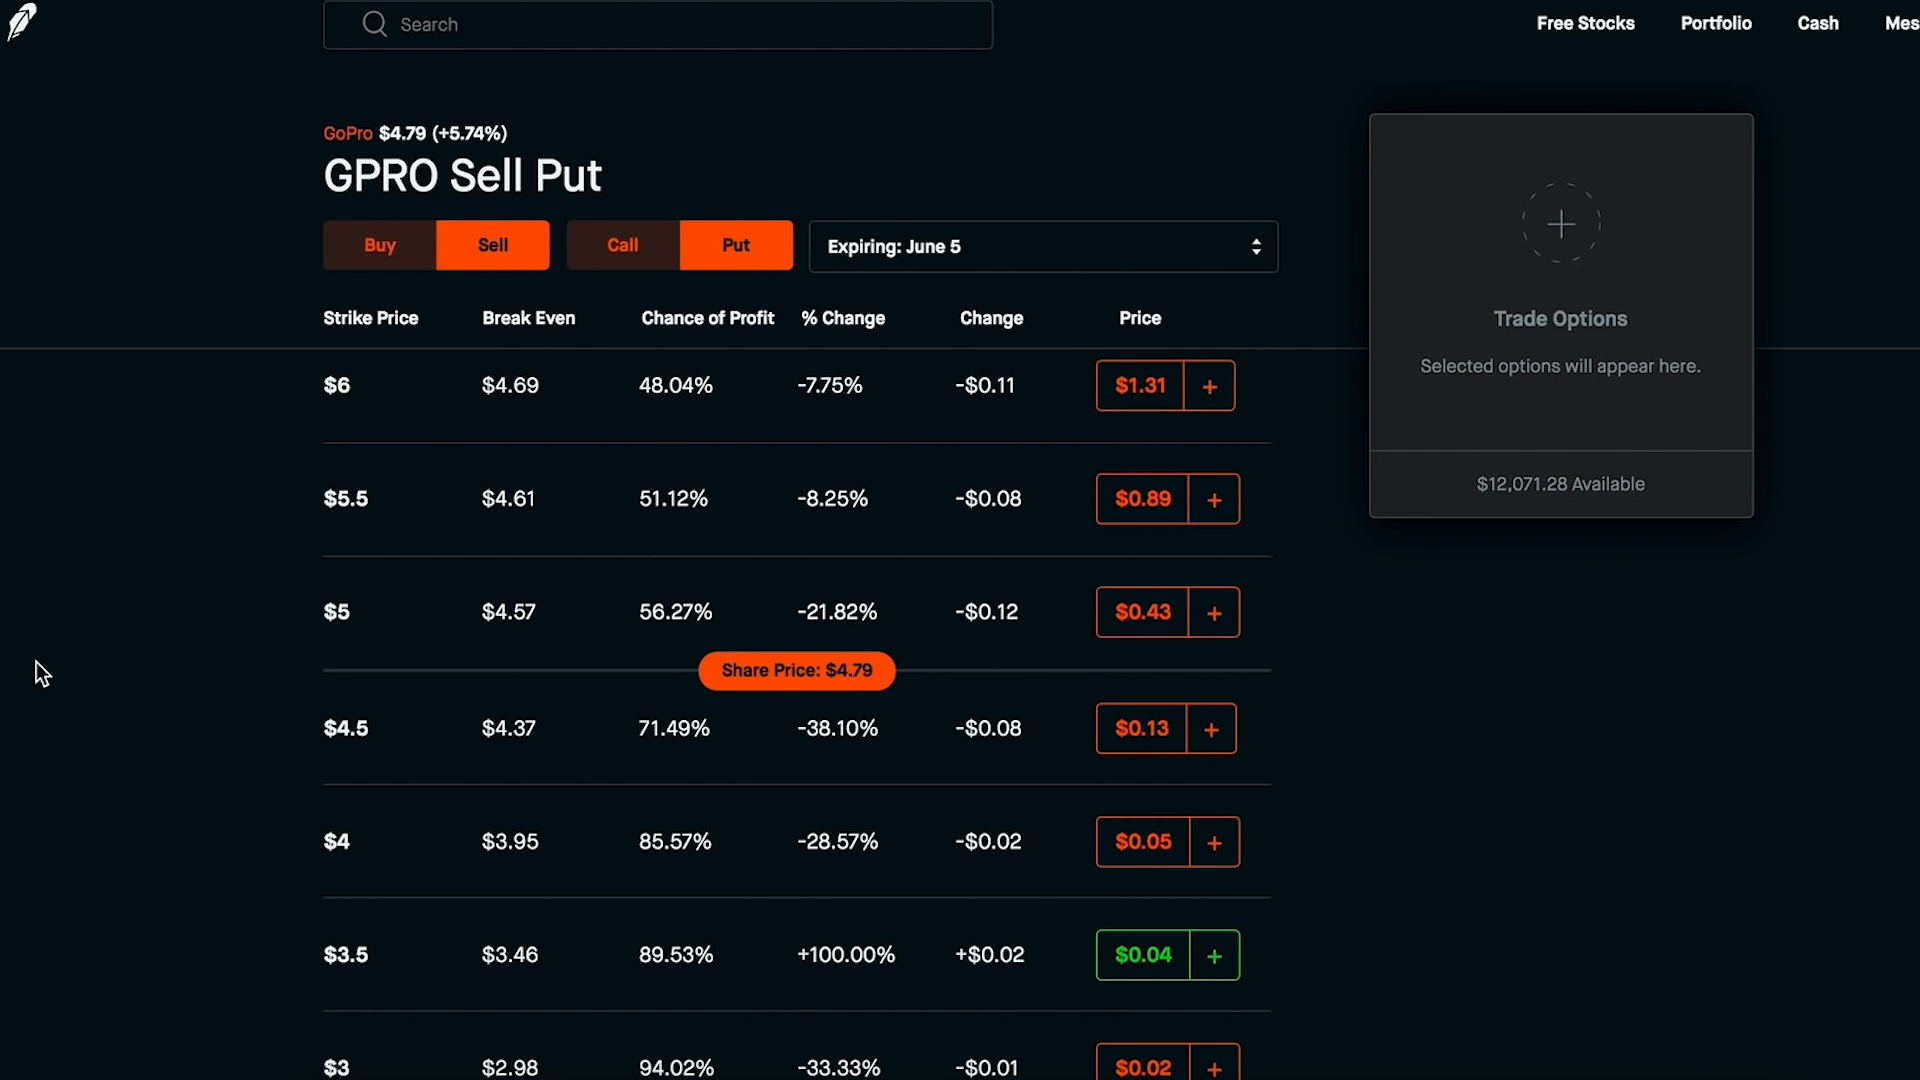 Search
Free Stocks Portfolio Cash Mes
GoPro $4.79 (+5.74%)
GPRO Sell Put
Buy Sell Call Put Expiring: June 5
Strike Price Break Even Chance of Profit % Change Change Price
$6 $4.69 48.04% -7.75% -$0.11 $1.31 +
$5.5 $4.61 51.12% -8.25% -$0.08 $0.89 +
$5 $4.57 56.27% -21.82% -$0.12 $0.43 +
Share Price: $4.79
$4.5 $4.37 71.49% -38.10% -$0.08 $0.13 +
$4 $3.95 85.57% -28.57% -$0.02 $0.05 +
$3.5 $3.46 89.53% +100.00% +$0.02 $0.04 +
$3 $2.98 94.02% -33.33% -$0.01 $0.02 +
Trade Options
Selected options will appear here.
$12,071.28 Available